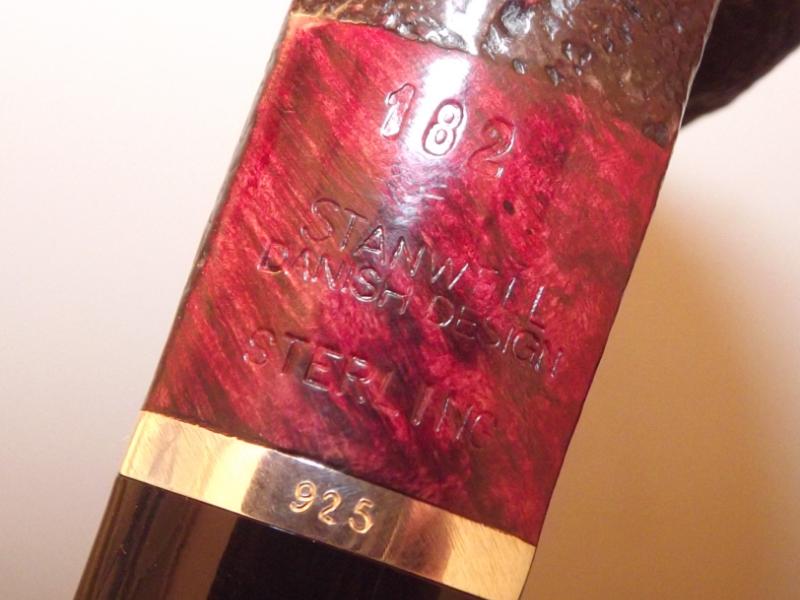 182
STANWELL
DANISH DESIGN
STERLING
925